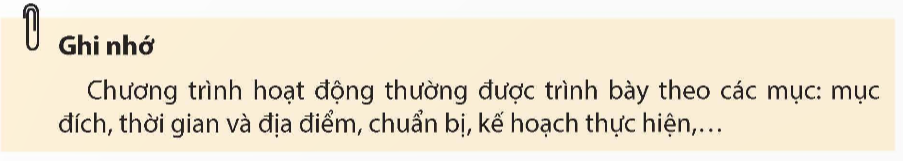 Ghi nhớ
Chương trình hoạt động thường được trình bày theo các mục: mục
đích, thời gian và địa điểm, chuẩn bị, kế hoạch thực hiện,…